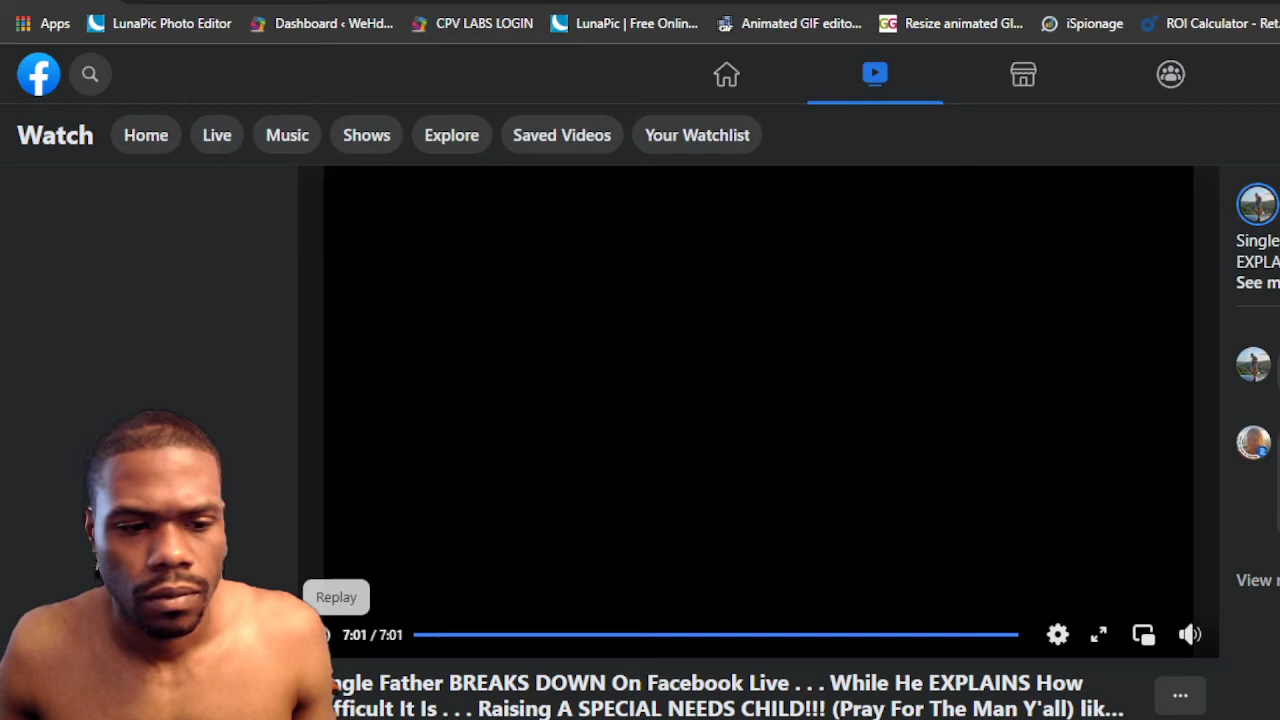 Apps LunaPic Photo Editor Dashboard ‹ WeHd... CPV LABS LOGIN LunaPic | Free Onlin... Animated GIF edito... Resize animated GI... iSpionage ROI Calculator - Ret
Watch Home Live Music Shows Explore Saved Videos Your Watchlist
Single
EXPLA
See m
View
Replay
7:01 / 7:01
ngle Father BREAKS DOWN On Facebook Live . . . While He EXPLAINS How
fficult It Is . . . Raising A SPECIAL NEEDS CHILD!!! (Pray For The Man Y'all) lik...